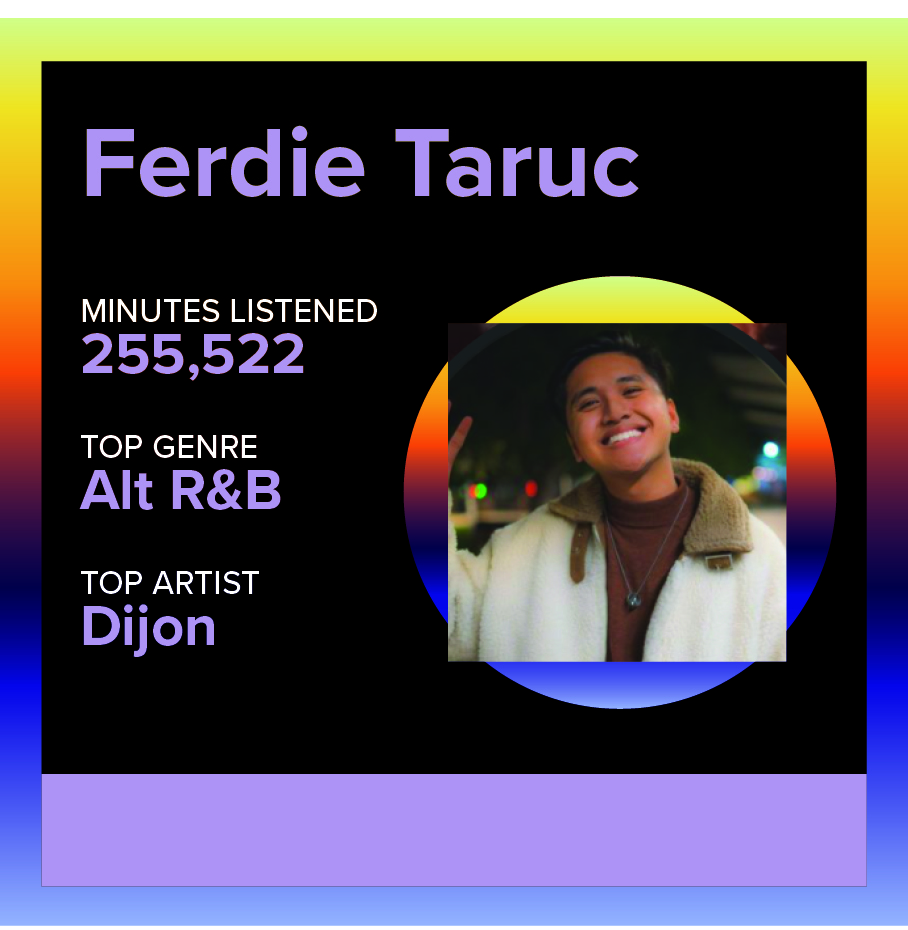 Ferdie Taruc
MINUTES LISTENED
255,522
TOP GENRE
Alt R&B
TOP ARTIST
Dijon